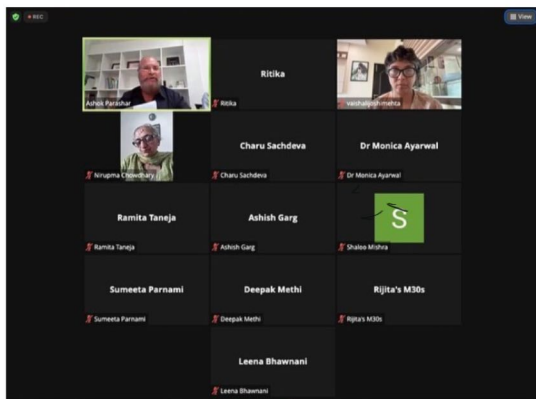 REC
View
Ritika
Ashok Parashar
Ritika
vaishalijoshimehta
Charu Sachdeva
Dr Monica Ayarwal
Nirupma Chowdhary
Charu Sachdeva
Dr Monica Ayarwal
Ramita Taneja
Ashish Garg
S
Ramita Taneja
Ashish Garg
Shaloo Mishra
Sumeeta Parnami
Deepak Methi
Rijita's M30s
Sumeeta Parnami
Deepak Methi
Rijita's M30s
Leena Bhawnani
Leena Bhawnani